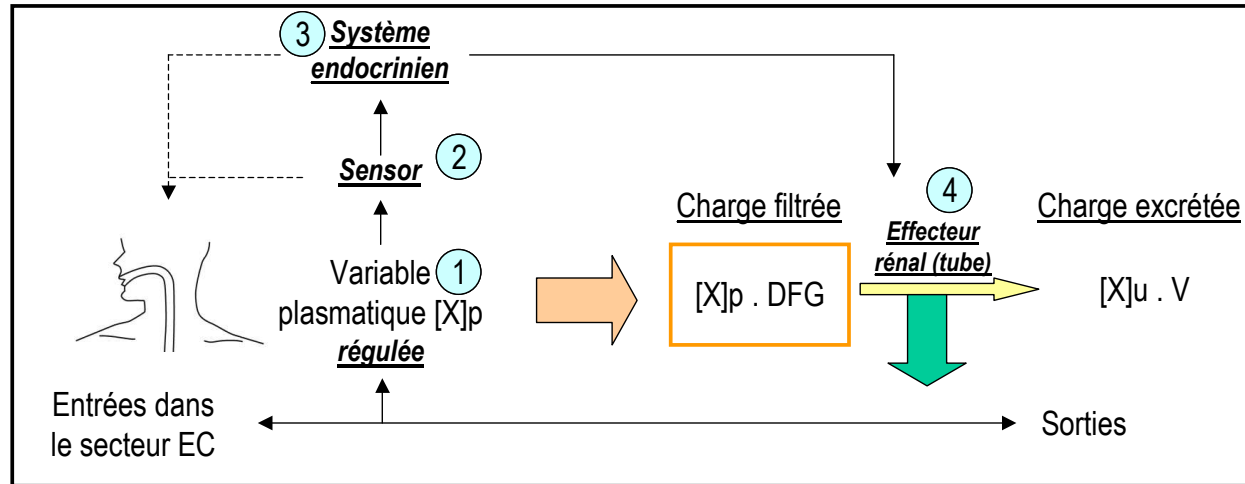 3 Système
endocrinien
Sensor 2
Variable 1
plasmatique [X]p
régulée
Entrées dans
le secteur EC
Charge filtrée
[X]p . DFG
4
Effecteur
rénal (tube)
Charge excrétée
[X]u . V
Sorties